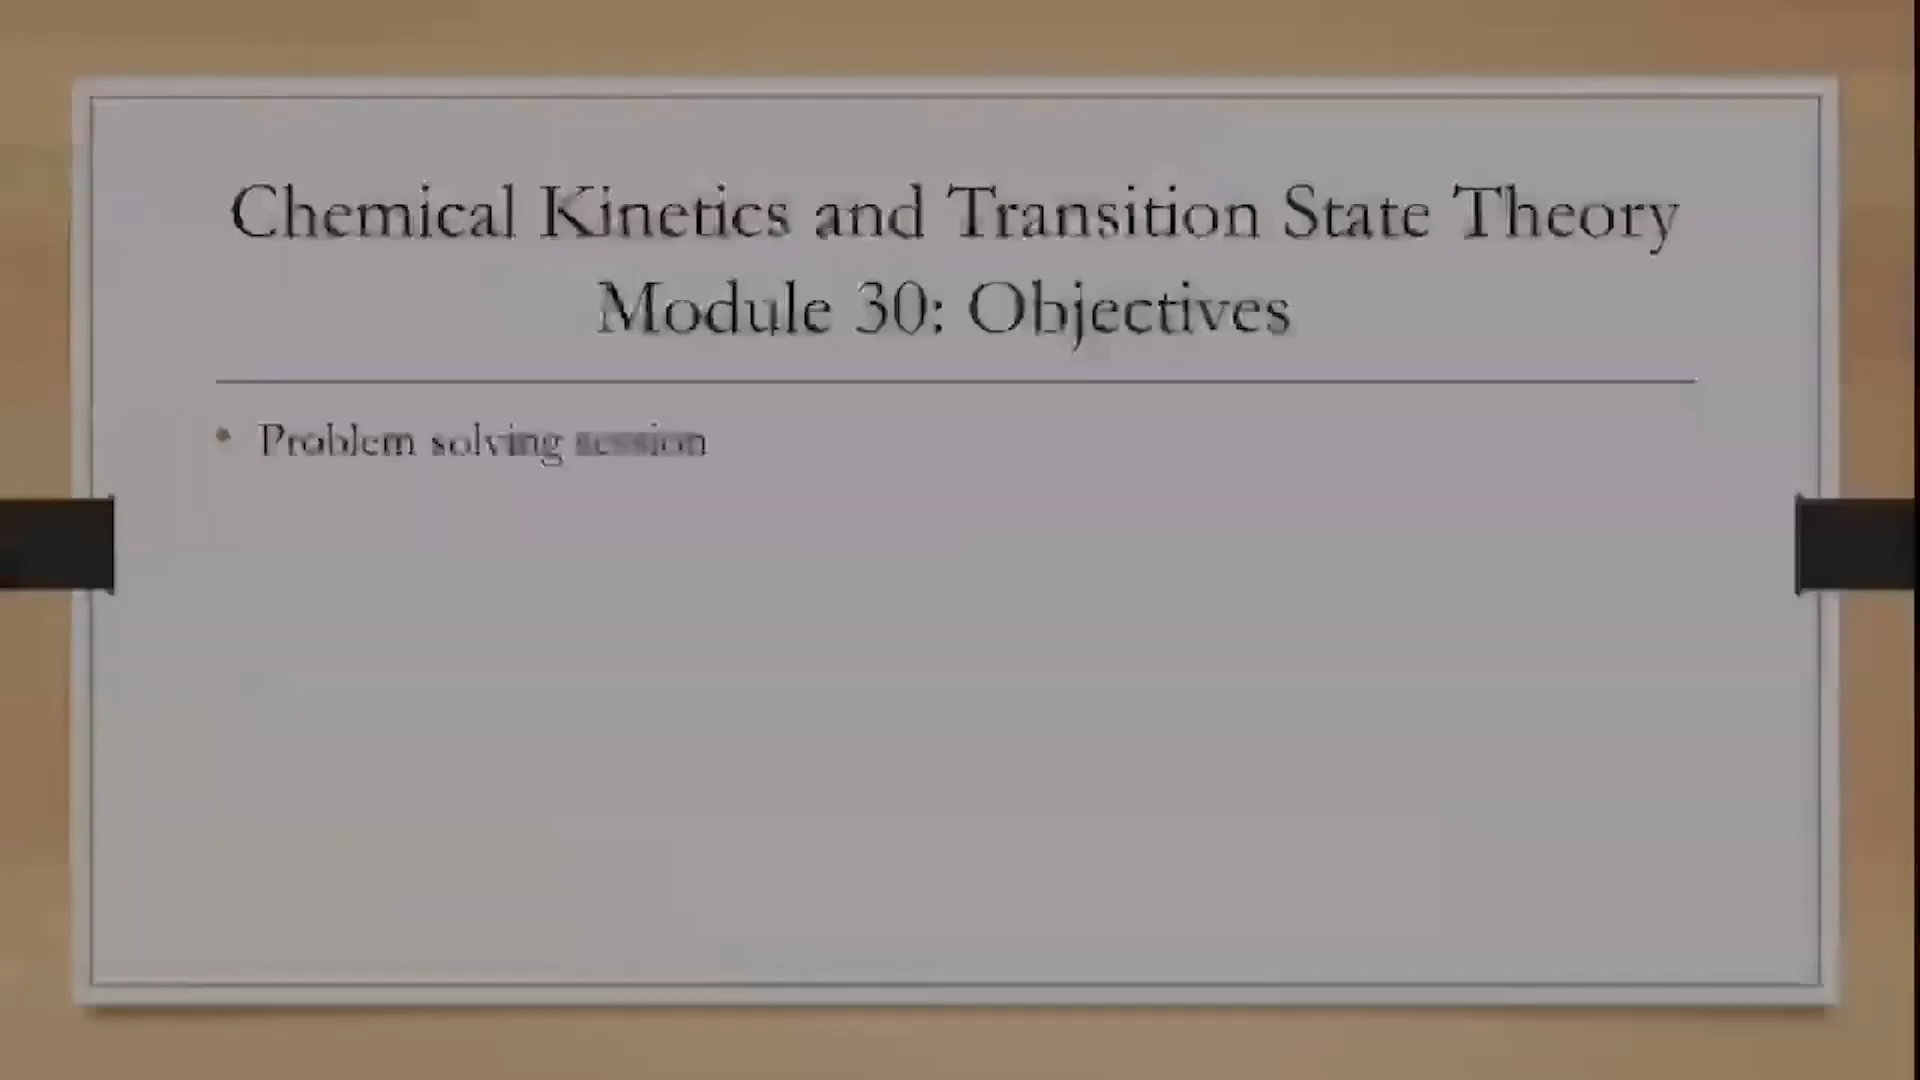 Chemical Kinetics and Transition State Theory
Module 30: Objectives
• Problem solving session